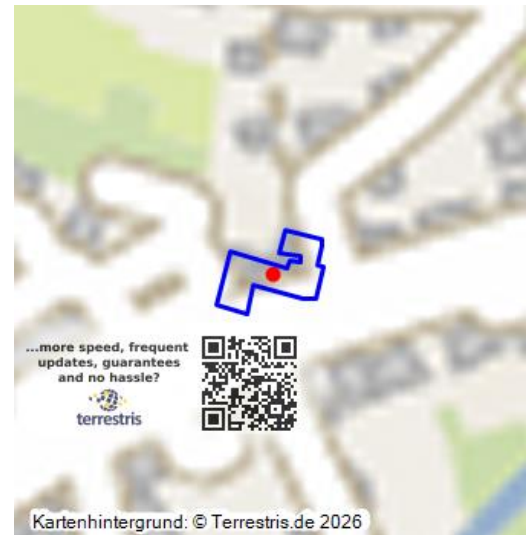 ...more speed, frequent
updates, guarantees
and no hassle?
terrestris
Kartenhintergrund: © Terrestris.de 2026